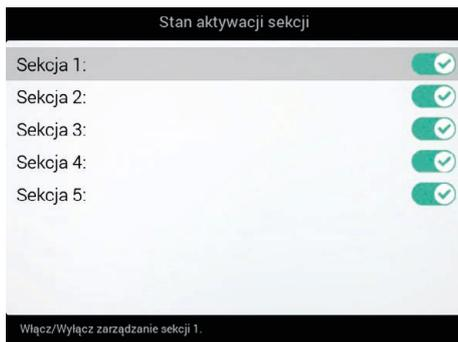 Stan aktywacji sekcji
Sekcja 1:
Sekcja 2:
Sekcja 3:
Sekcja 4:
Sekcja 5:
Włącz/Wyłącz zarządzanie sekcji 1.